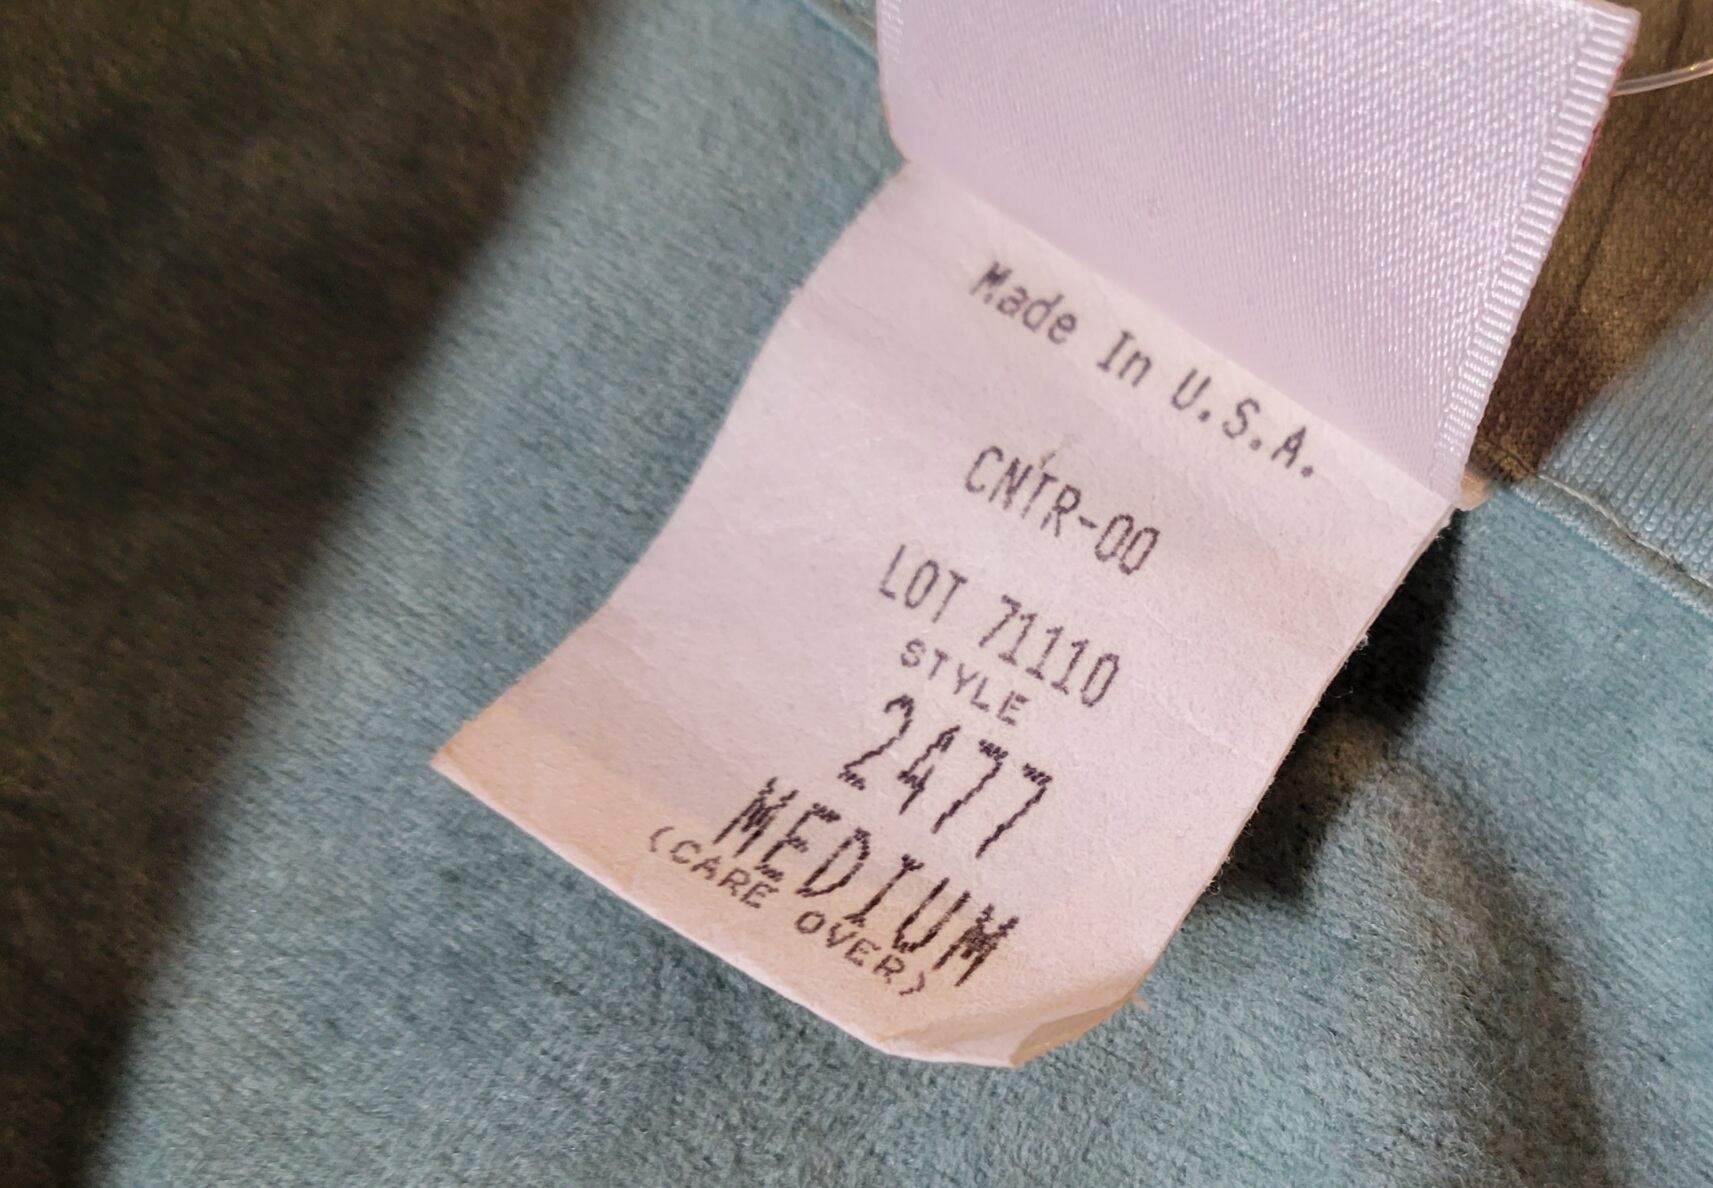 Made In U.S.A.
CNTR-00
LOT 71110
STYLE
2477
MEDIUM
(CARE OVER)